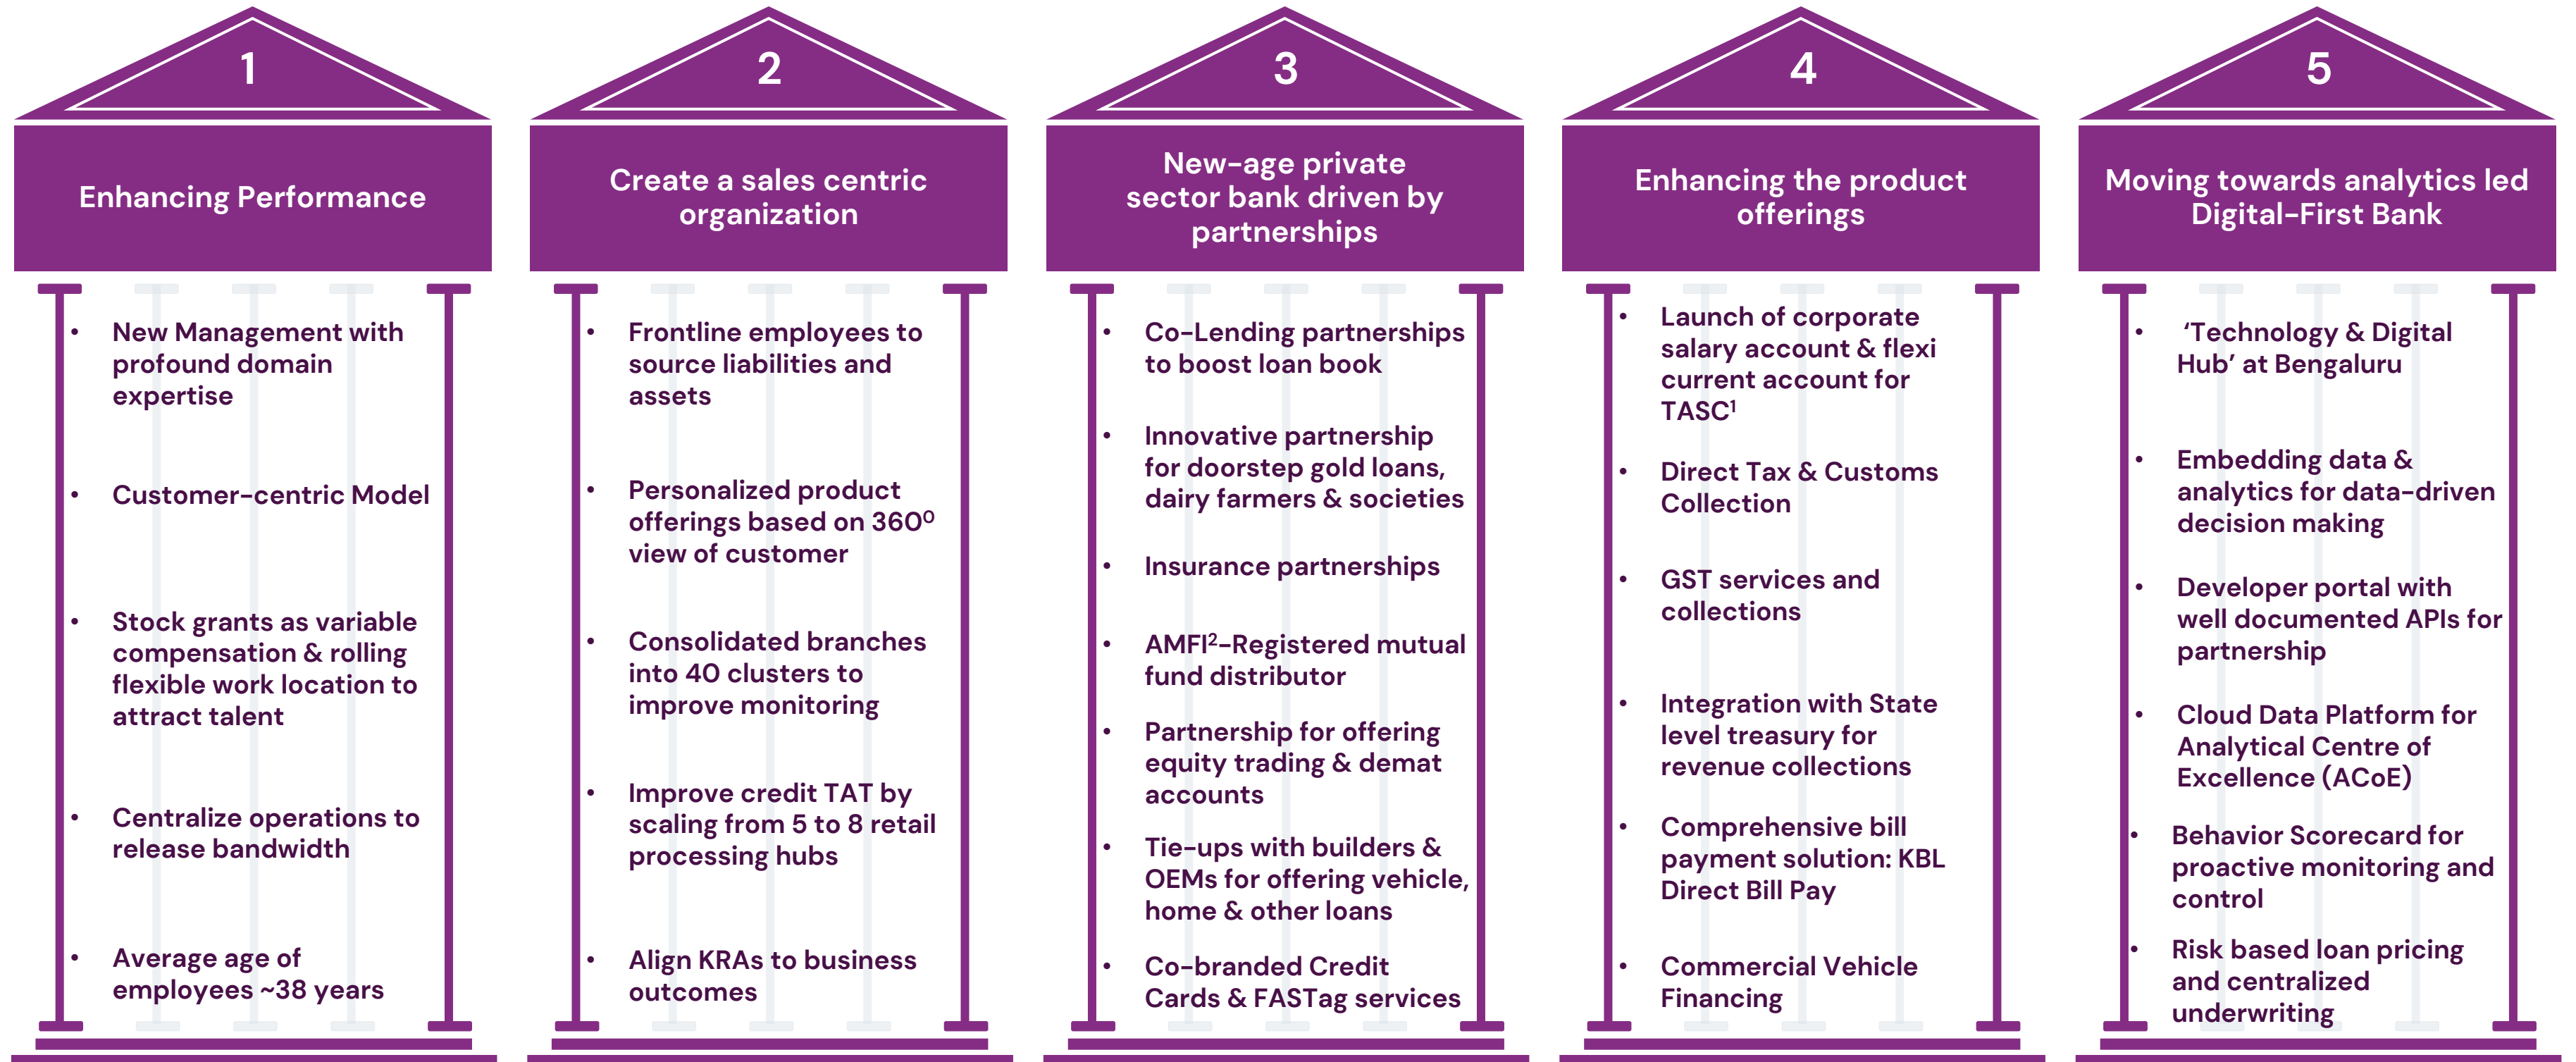 1
Enhancing Performance
• New Management with
profound domain
expertise
• Customer-centric Model
• Stock grants as variable
compensation & rolling
flexible work location to
attract talent
• Centralize operations to
release bandwidth
• Average age of
employees ~38 years
2
Create a sales centric
organization
• Frontline employees to
source liabilities and
assets
• Personalized product
offerings based on 360⁰
view of customer
• Consolidated branches
into 40 clusters to
improve monitoring
• Improve credit TAT by
scaling from 5 to 8 retail
processing hubs
• Align KRAs to business
outcomes
3
New-age private
sector bank driven by
partnerships
• Co-Lending partnerships
to boost loan book
• Innovative partnership
for doorstep gold loans,
dairy farmers & societies
• Insurance partnerships
• AMFI²-Registered mutual
fund distributor
• Partnership for offering
equity trading & demat
accounts
• Tie-ups with builders &
OEMs for offering vehicle,
home & other loans
• Co-branded Credit
Cards & FASTag services
4
Enhancing the product
offerings
• Launch of corporate
salary account & flexi
current account for
TASC¹
• Direct Tax & Customs
Collection
• GST services and
collections
• Integration with State
level treasury for
revenue collections
• Comprehensive bill
payment solution: KBL
Direct Bill Pay
• Commercial Vehicle
Financing
5
Moving towards analytics led
Digital-First Bank
• ‘Technology & Digital
Hub’ at Bengaluru
• Embedding data &
analytics for data-driven
decision making
• Developer portal with
well documented APIs for
partnership
• Cloud Data Platform for
Analytical Centre of
Excellence (ACoE)
• Behavior Scorecard for
proactive monitoring and
control
• Risk based loan pricing
and centralized
underwriting